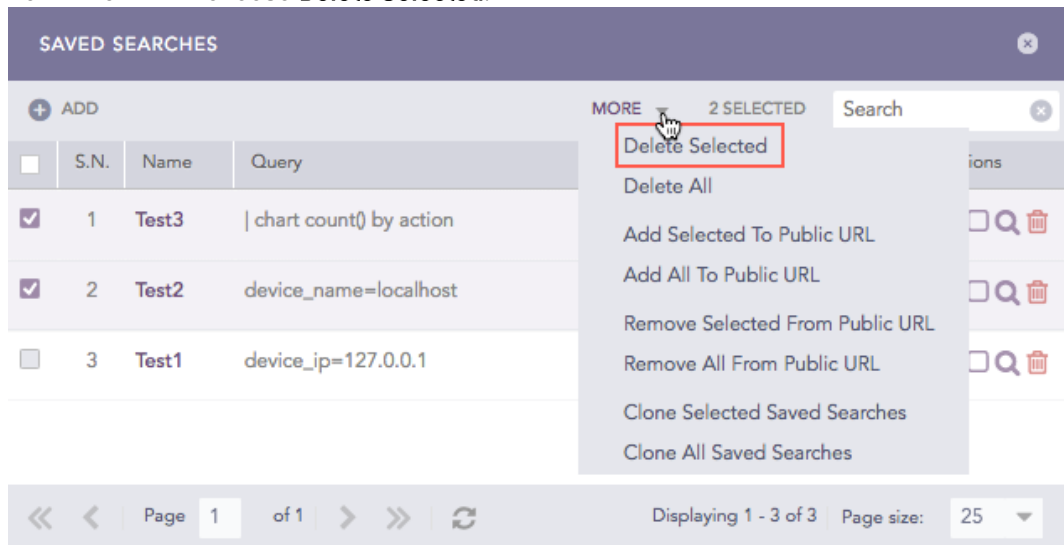 SAVED SEARCHES
ADD
MORE 2 SELECTED Search
S.N. Name Query ions
Delete Selected
Delete All
1 Test3 | chart count() by action
Add Selected To Public URL
Add All To Public URL
2 Test2 device_name=localhost
Remove Selected From Public URL
3 Test1 device_ip=127.0.0.1
Remove All From Public URL
Clone Selected Saved Searches
Clone All Saved Searches
Page 1 of 1 Displaying 1 - 3 of 3 Page size: 25